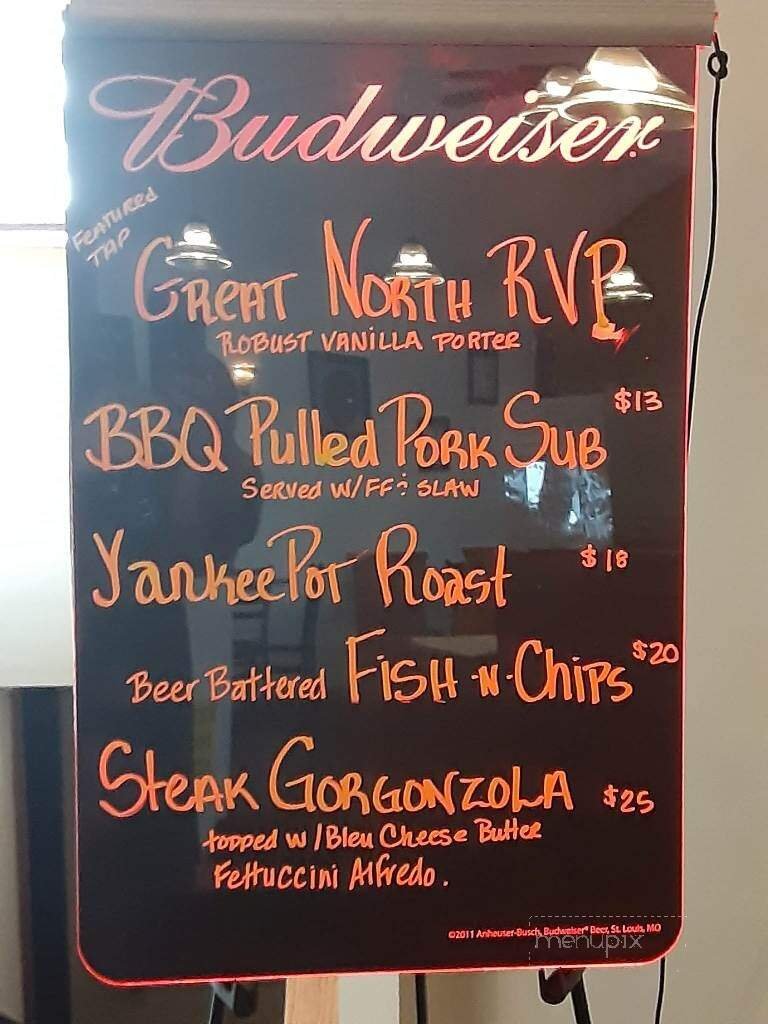 Budweiser
FEATURED
TAP
GREAT NORTH RVP
ROBUST VANILLA PORTER
BBQ Pulled PORK SUB $13
SERVED W/FF & SLAW
Yankee Pot Roast $18
Beer Battered FISH-N-Chips $20
Steak GORGONZOLA $25
topped w/Bleu Cheese Butter
Fettuccini Alfredo.
©2011 Anheuser-Busch, Budweiser® Beer, St. Louis, MO
menupix